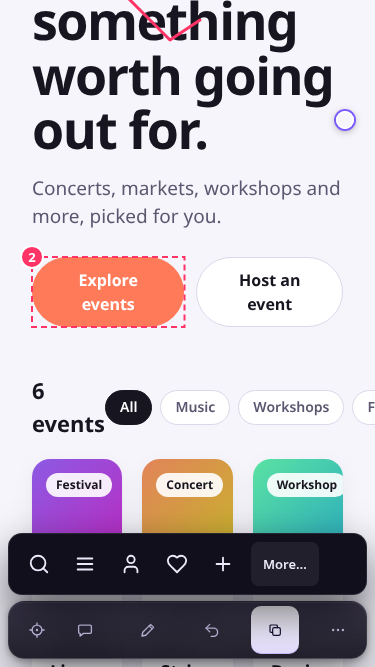 something
worth going
out for.
Concerts, markets, workshops and
more, picked for you.
2
Explore
events
Host an
event
6
events
All
Music
Workshops
F
Festival
Concert
Workshop
More...